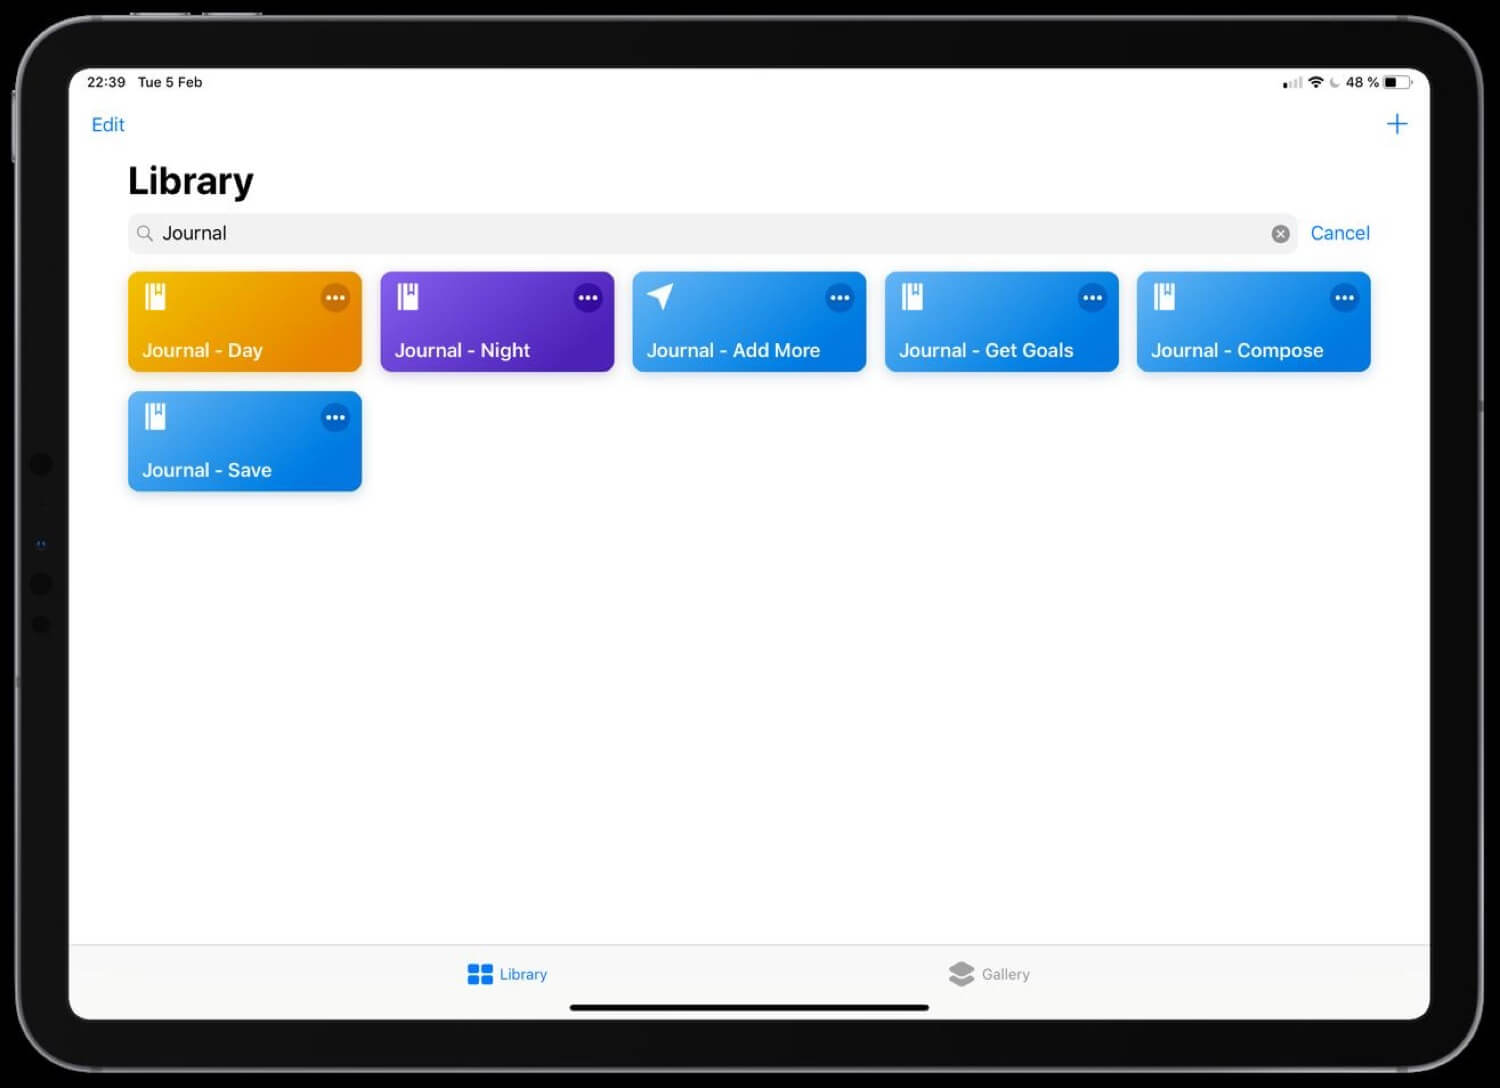 22:39 Tue 5 Feb 48 %
Edit
Library
Journal Cancel
Journal - Day
Journal - Night
Journal - Add More
Journal - Get Goals
Journal - Compose
Journal - Save
Library Gallery